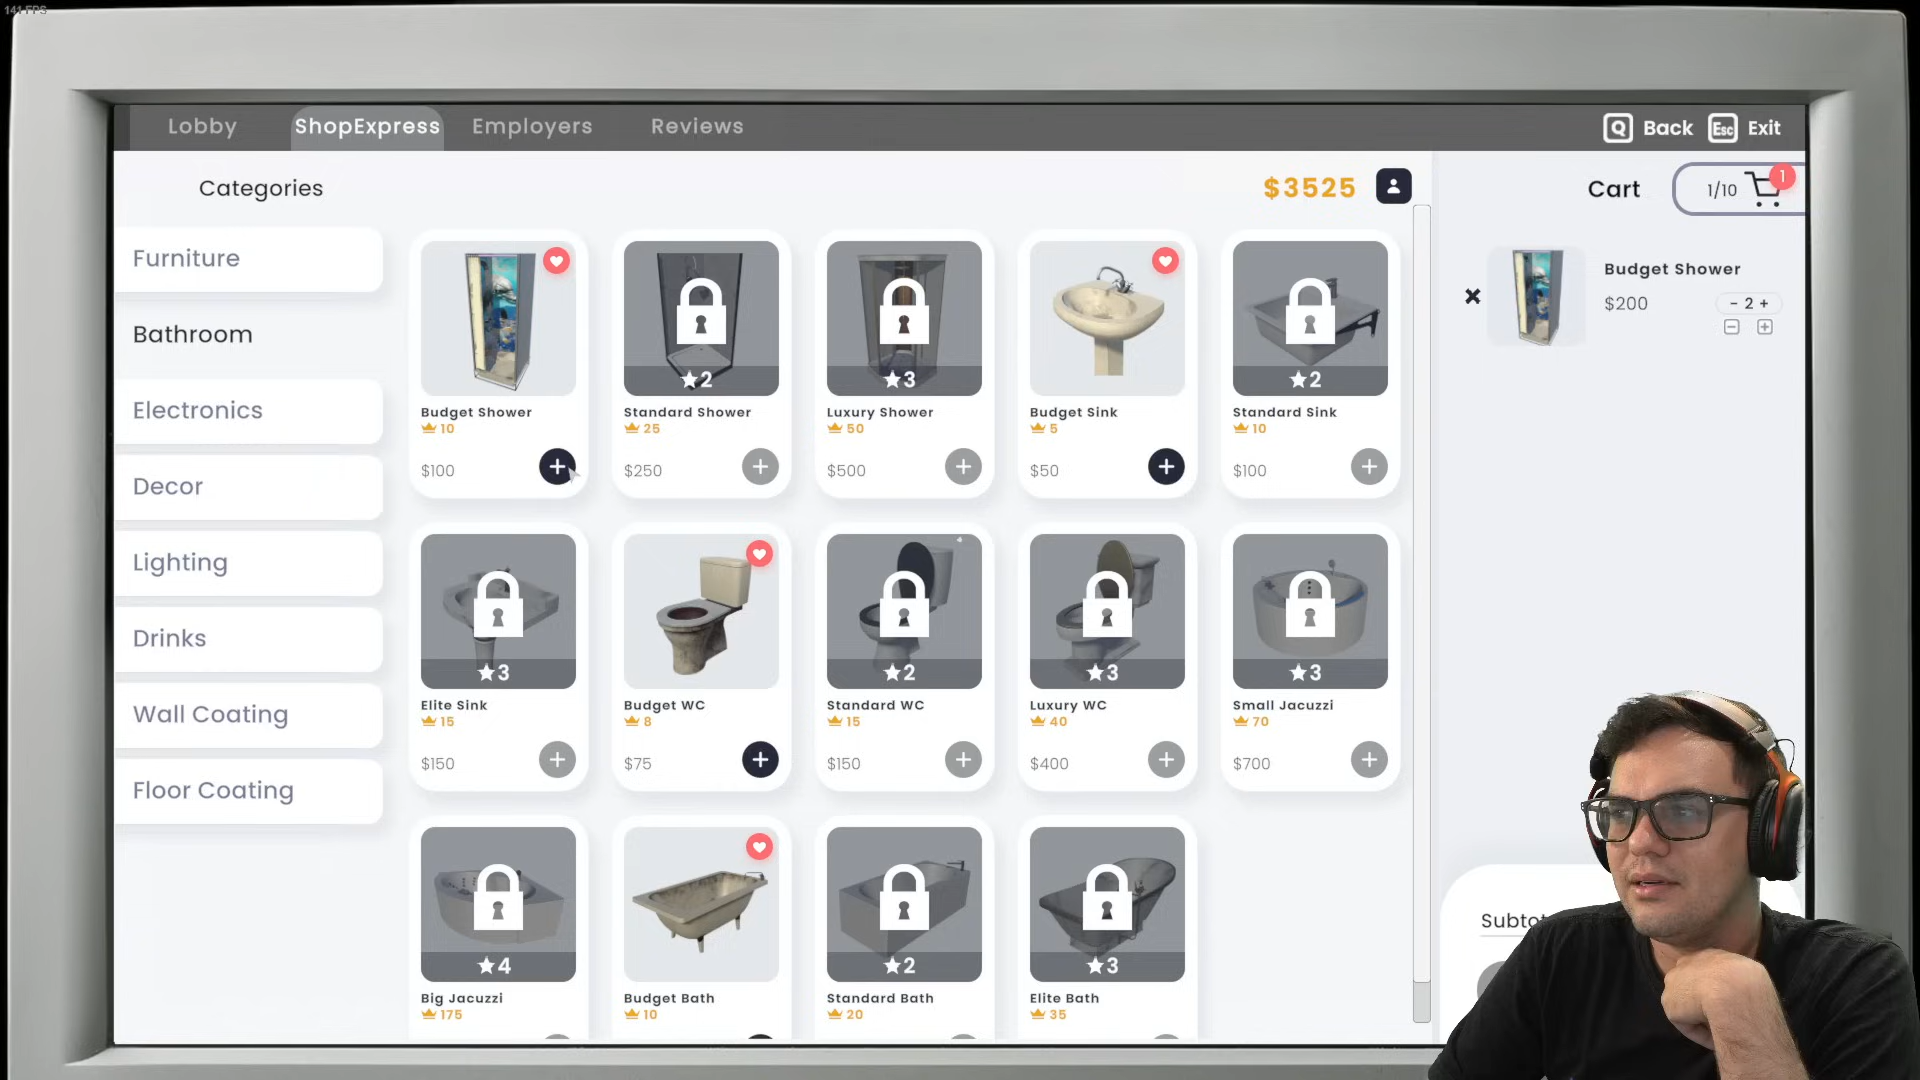 141 FPS
Lobby
ShopExpress
Employers
Reviews
Q Back Esc Exit
Categories
$3525
Cart
1/10
1
Furniture
Bathroom
Electronics
Decor
Lighting
Drinks
Wall Coating
Floor Coating
Budget Shower
10
$100
2
Standard Shower
25
$250
3
Luxury Shower
50
$500
Budget Sink
5
$50
2
Standard Sink
10
$100
3
Elite Sink
15
$150
Budget WC
8
$75
2
Standard WC
15
$150
3
Luxury WC
40
$400
3
Small Jacuzzi
70
$700
4
Big Jacuzzi
175
Budget Bath
10
2
Standard Bath
20
3
Elite Bath
35
Budget Shower
$200
- 2 +